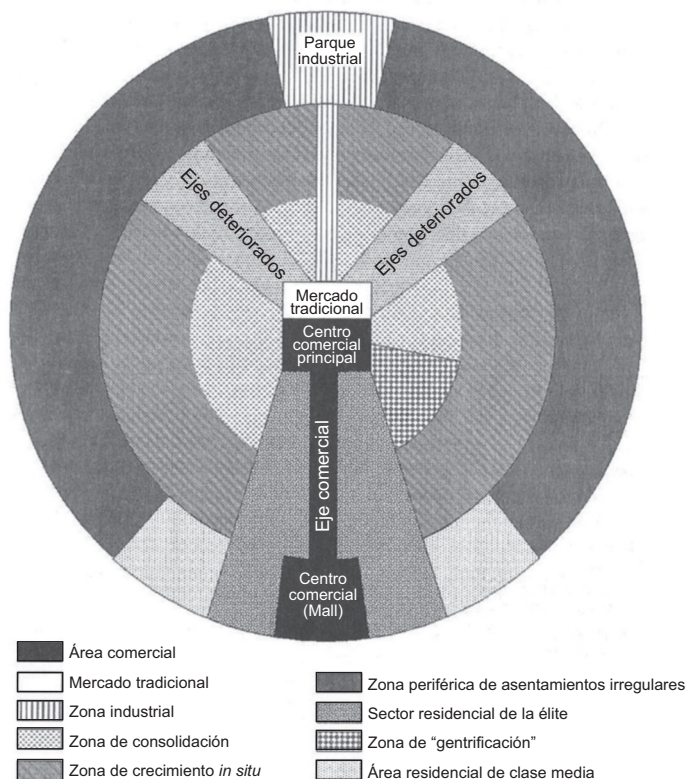 Parque
industrial
Ejes deteriorados
Ejes deteriorados
Mercado
tradicional
Centro
comercial
principal
Eje comercial
Centro
comercial
(Mall)
Área comercial
Mercado tradicional
Zona industrial
Zona de consolidación
Zona de crecimiento in situ
Zona periférica de asentamientos irregulares
Sector residencial de la élite
Zona de “gentrificación”
Área residencial de clase media